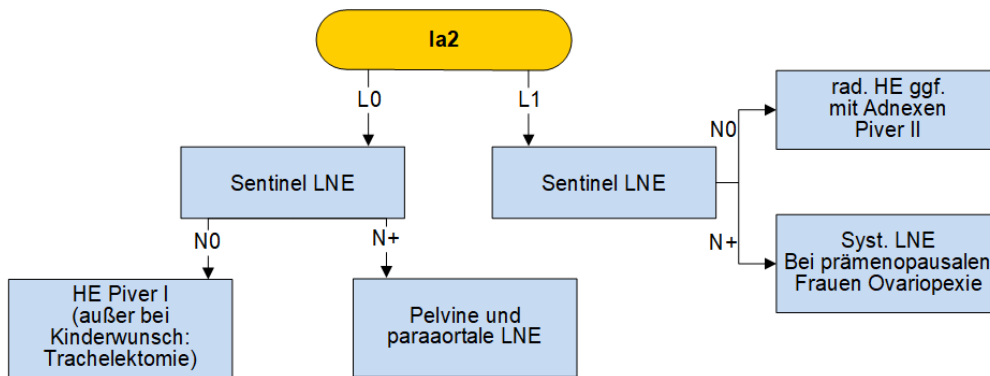 Ia2
L0
L1
Sentinel LNE
Sentinel LNE
N0
rad. HE ggf.
mit Adnexen
Piver II
N+
Syst. LNE
Bei prämenopausalen
Frauen Ovariopexie
N0
N+
HE Piver I
(außer bei
Kinderwunsch:
Trachelektomie)
Pelvine und
paraaortale LNE